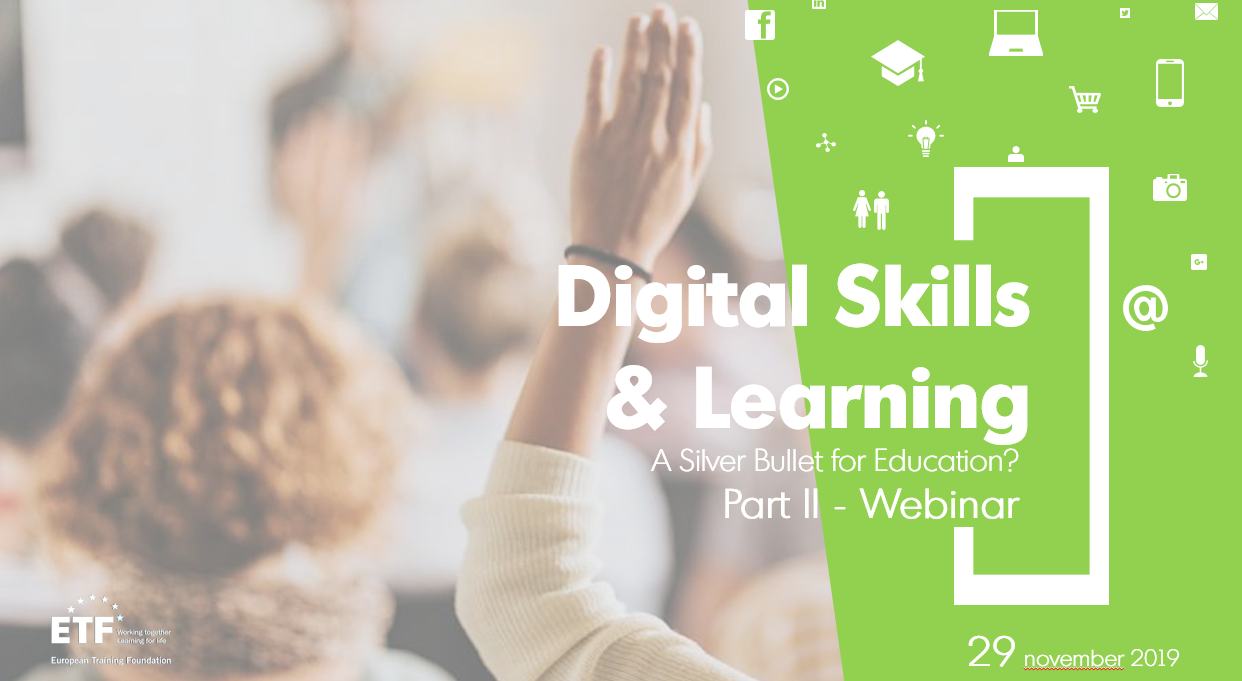 Digital Skills
& Learning
A Silver Bullet for Education?
Part II - Webinar
ETF
Working together
Learning for life
European Training Foundation
29 november 2019